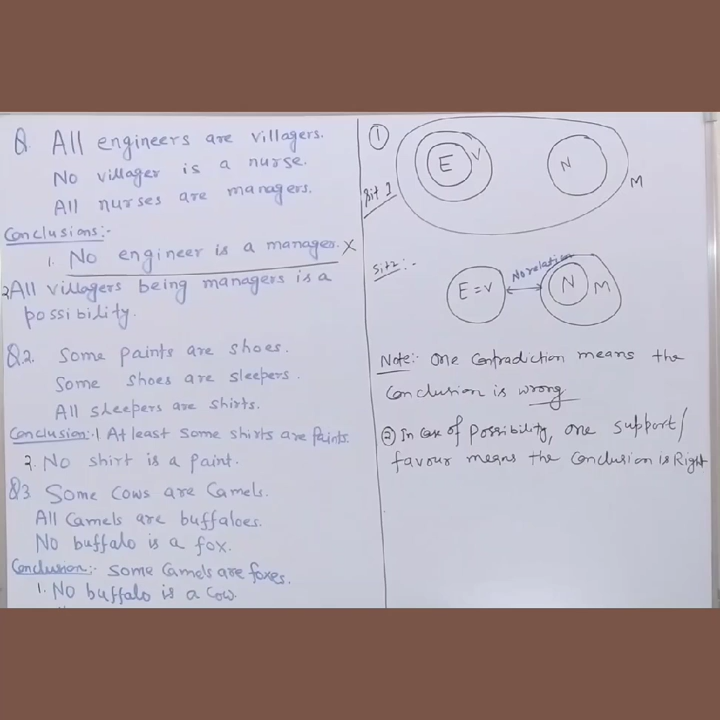 Q. All engineers are villagers.
No villager is a nurse.
All nurses are managers.
Conclusions:-
1. No engineer is a manager. X
2 All villagers being managers is a
possibility.
Q.2. Some paints are shoes.
Some shoes are sleepers.
All sleepers are shirts.
Conclusion:- 1 At least some shirts are paints.
2. No shirt is a paint.
Q3 Some cows are Camels.
All Camels are buffaloes.
No buffalo is a fox.
Conclusion:- Some Camels are foxes.
1. No buffalo is a cow.
①
Sit 1
E V N M
Sit 2:-
E = V No relation N M
Note:- One contradiction means the
conclusion is wrong
② In case of possibility, one support/
favour means the conclusion is Right